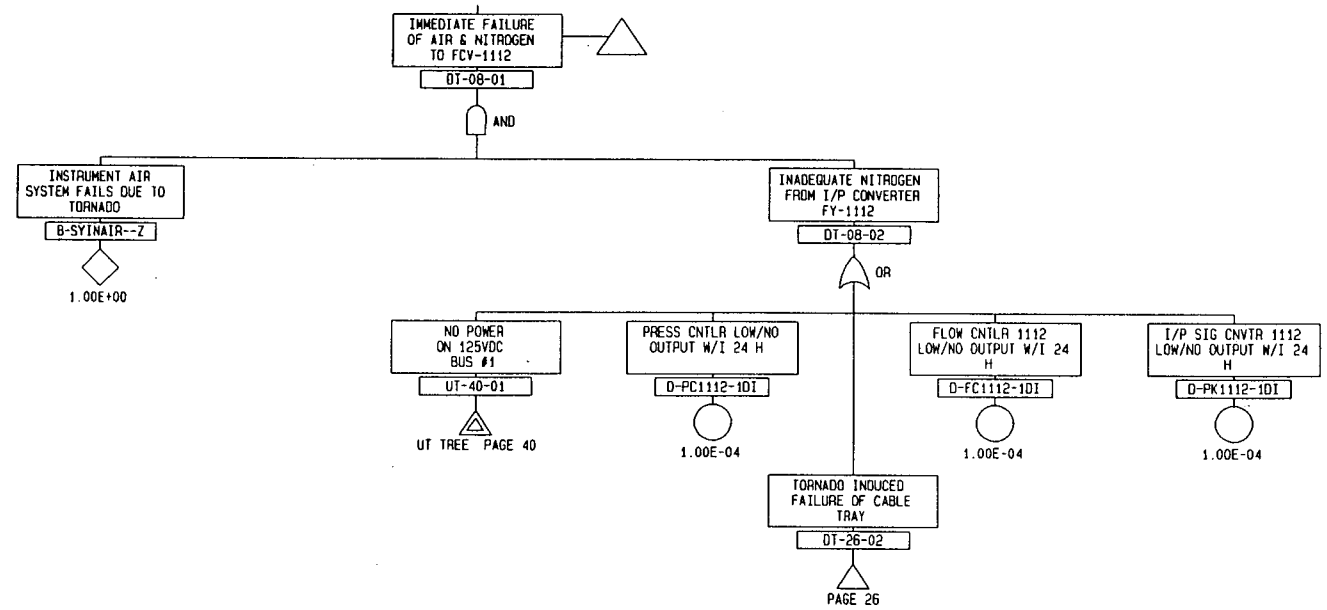 IMMEDIATE FAILURE
OF AIR & NITROGEN
TO FCV-1112
DT-08-01
AND
INSTRUMENT AIR
SYSTEM FAILS DUE TO
TORNADO
B-SYINAIR--Z
1.00E+00
INADEQUATE NITROGEN
FROM I/P CONVERTER
FY-1112
DT-08-02
OR
NO POWER
ON 125VDC
BUS #1
UT-40-01
UT TREE PAGE 40
PRESS CNTLR LOW/NO
OUTPUT W/I 24 H
D-PC1112-1DI
1.00E-04
FLOW CNTLR 1112
LOW/NO OUTPUT W/I 24
H
D-FC1112-1DI
1.00E-04
I/P SIG CNVTR 1112
LOW/NO OUTPUT W/I 24
H
D-PK1112-1DI
1.00E-04
TORNADO INDUCED
FAILURE OF CABLE
TRAY
DT-26-02
PAGE 26